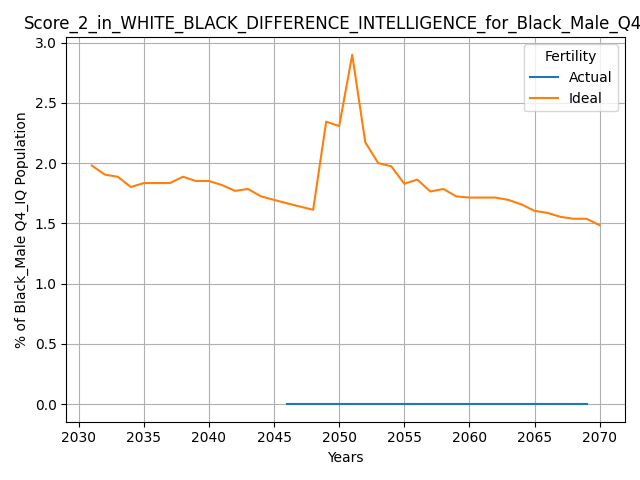 Score_2_in_WHITE_BLACK_DIFFERENCE_INTELLIGENCE_for_Black_Male_Q4
Fertility
Actual
Ideal
% of Black_Male Q4_IQ Population
3.0
2.5
2.0
1.5
1.0
0.5
0.0
2030 2035 2040 2045 2050 2055 2060 2065 2070
Years